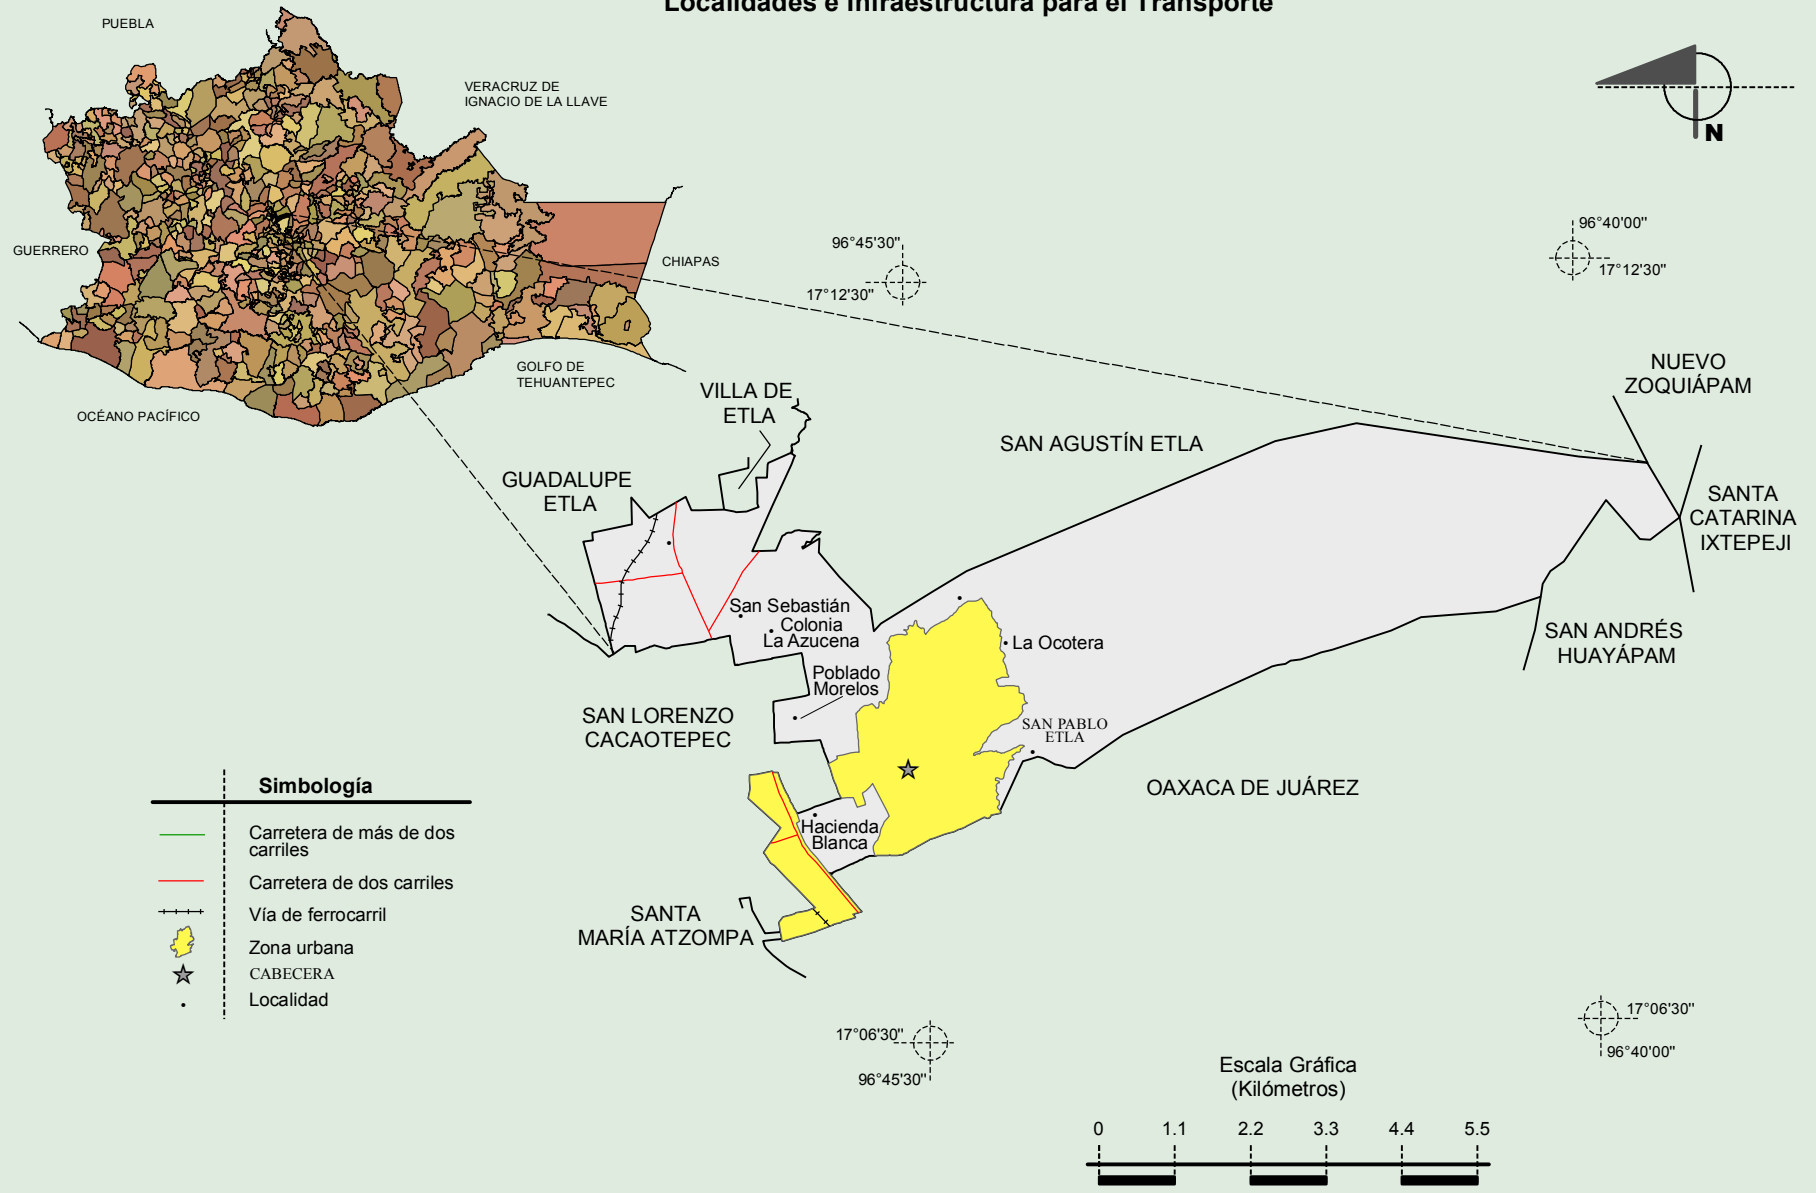 Localidades e Infraestructura para el Transporte
PUEBLA
VERACRUZ DE
IGNACIO DE LA LLAVE
N
GUERRERO
CHIAPAS
GOLFO DE
TEHUANTEPEC
OCÉANO PACÍFICO
96°45'30"
17°12'30"
96°40'00"
17°12'30"
NUEVO
ZOQUIÁPAM
VILLA DE
ETLA
SAN AGUSTÍN ETLA
GUADALUPE
ETLA
SANTA
CATARINA
IXTEPEJI
San Sebastián
Colonia
La Azucena
La Ocotera
SAN ANDRÉS
HUAYÁPAM
Poblado
Morelos
SAN LORENZO
CACAOTEPEC
SAN PABLO
ETLA
OAXACA DE JUÁREZ
Hacienda
Blanca
SANTA
MARÍA ATZOMPA
Simbología
Carretera de más de dos
carriles
Carretera de dos carriles
Vía de ferrocarril
Zona urbana
CABECERA
Localidad
17°06'30"
96°45'30"
17°06'30"
96°40'00"
Escala Gráfica
(Kilómetros)
0 1.1 2.2 3.3 4.4 5.5